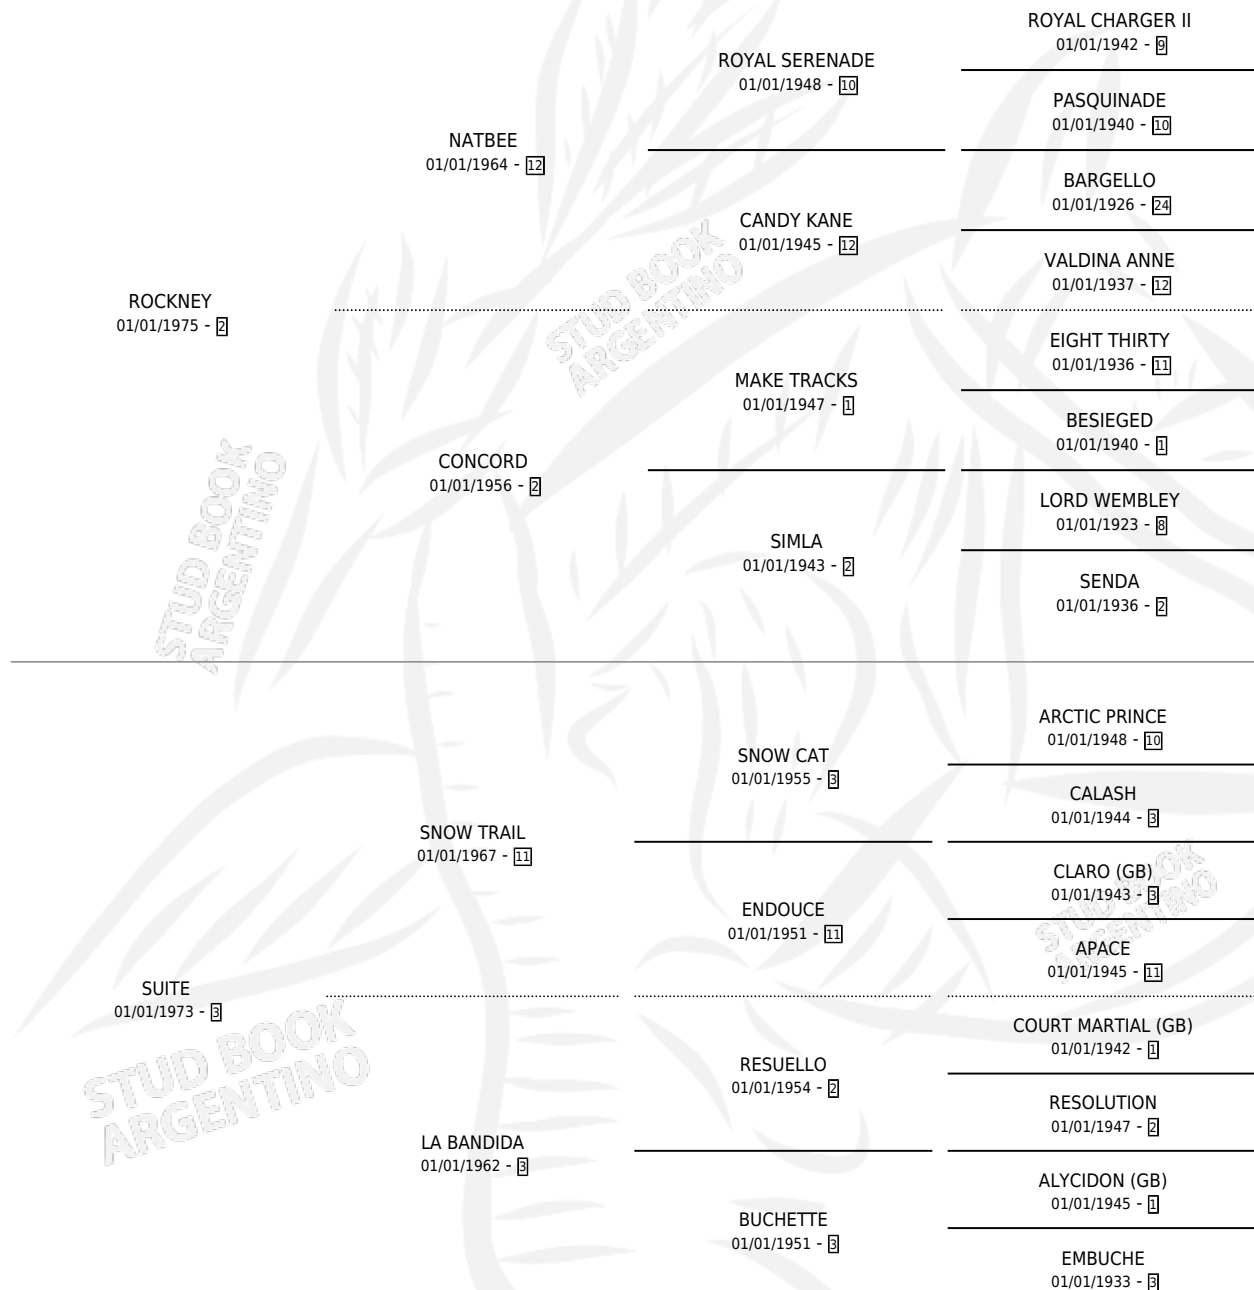 ROYAL CHARGER II
01/01/1942 - 9
ROYAL SERENADE
01/01/1948 - 10
PASQUINADE
01/01/1940 - 10
NATBEE
01/01/1964 - 12
BARGELLO
01/01/1926 - 24
CANDY KANE
01/01/1945 - 12
VALDINA ANNE
01/01/1937 - 12
ROCKNEY
01/01/1975 - 2
EIGHT THIRTY
01/01/1936 - 11
MAKE TRACKS
01/01/1947 - 1
BESIEGED
01/01/1940 - 1
CONCORD
01/01/1956 - 2
LORD WEMBLEY
01/01/1923 - 8
SIMLA
01/01/1943 - 2
SENDA
01/01/1936 - 2
ARCTIC PRINCE
01/01/1948 - 10
SNOW CAT
01/01/1955 - 3
CALASH
01/01/1944 - 3
SNOW TRAIL
01/01/1967 - 11
CLARO (GB)
01/01/1943 - 3
ENDOUCE
01/01/1951 - 11
APACE
01/01/1945 - 11
SUITE
01/01/1973 - 3
COURT MARTIAL (GB)
01/01/1942 - 1
RESUELLO
01/01/1954 - 2
RESOLUTION
01/01/1947 - 2
LA BANDIDA
01/01/1962 - 3
ALYCIDON (GB)
01/01/1945 - 1
BUCHETTE
01/01/1951 - 3
EMBUCHE
01/01/1933 - 3
STUD BOOK
ARGENTINO
STUD BOOK
ARGENTINO
STUD BOOK
ARGENTINO
STUD BOOK
ARGENTINO